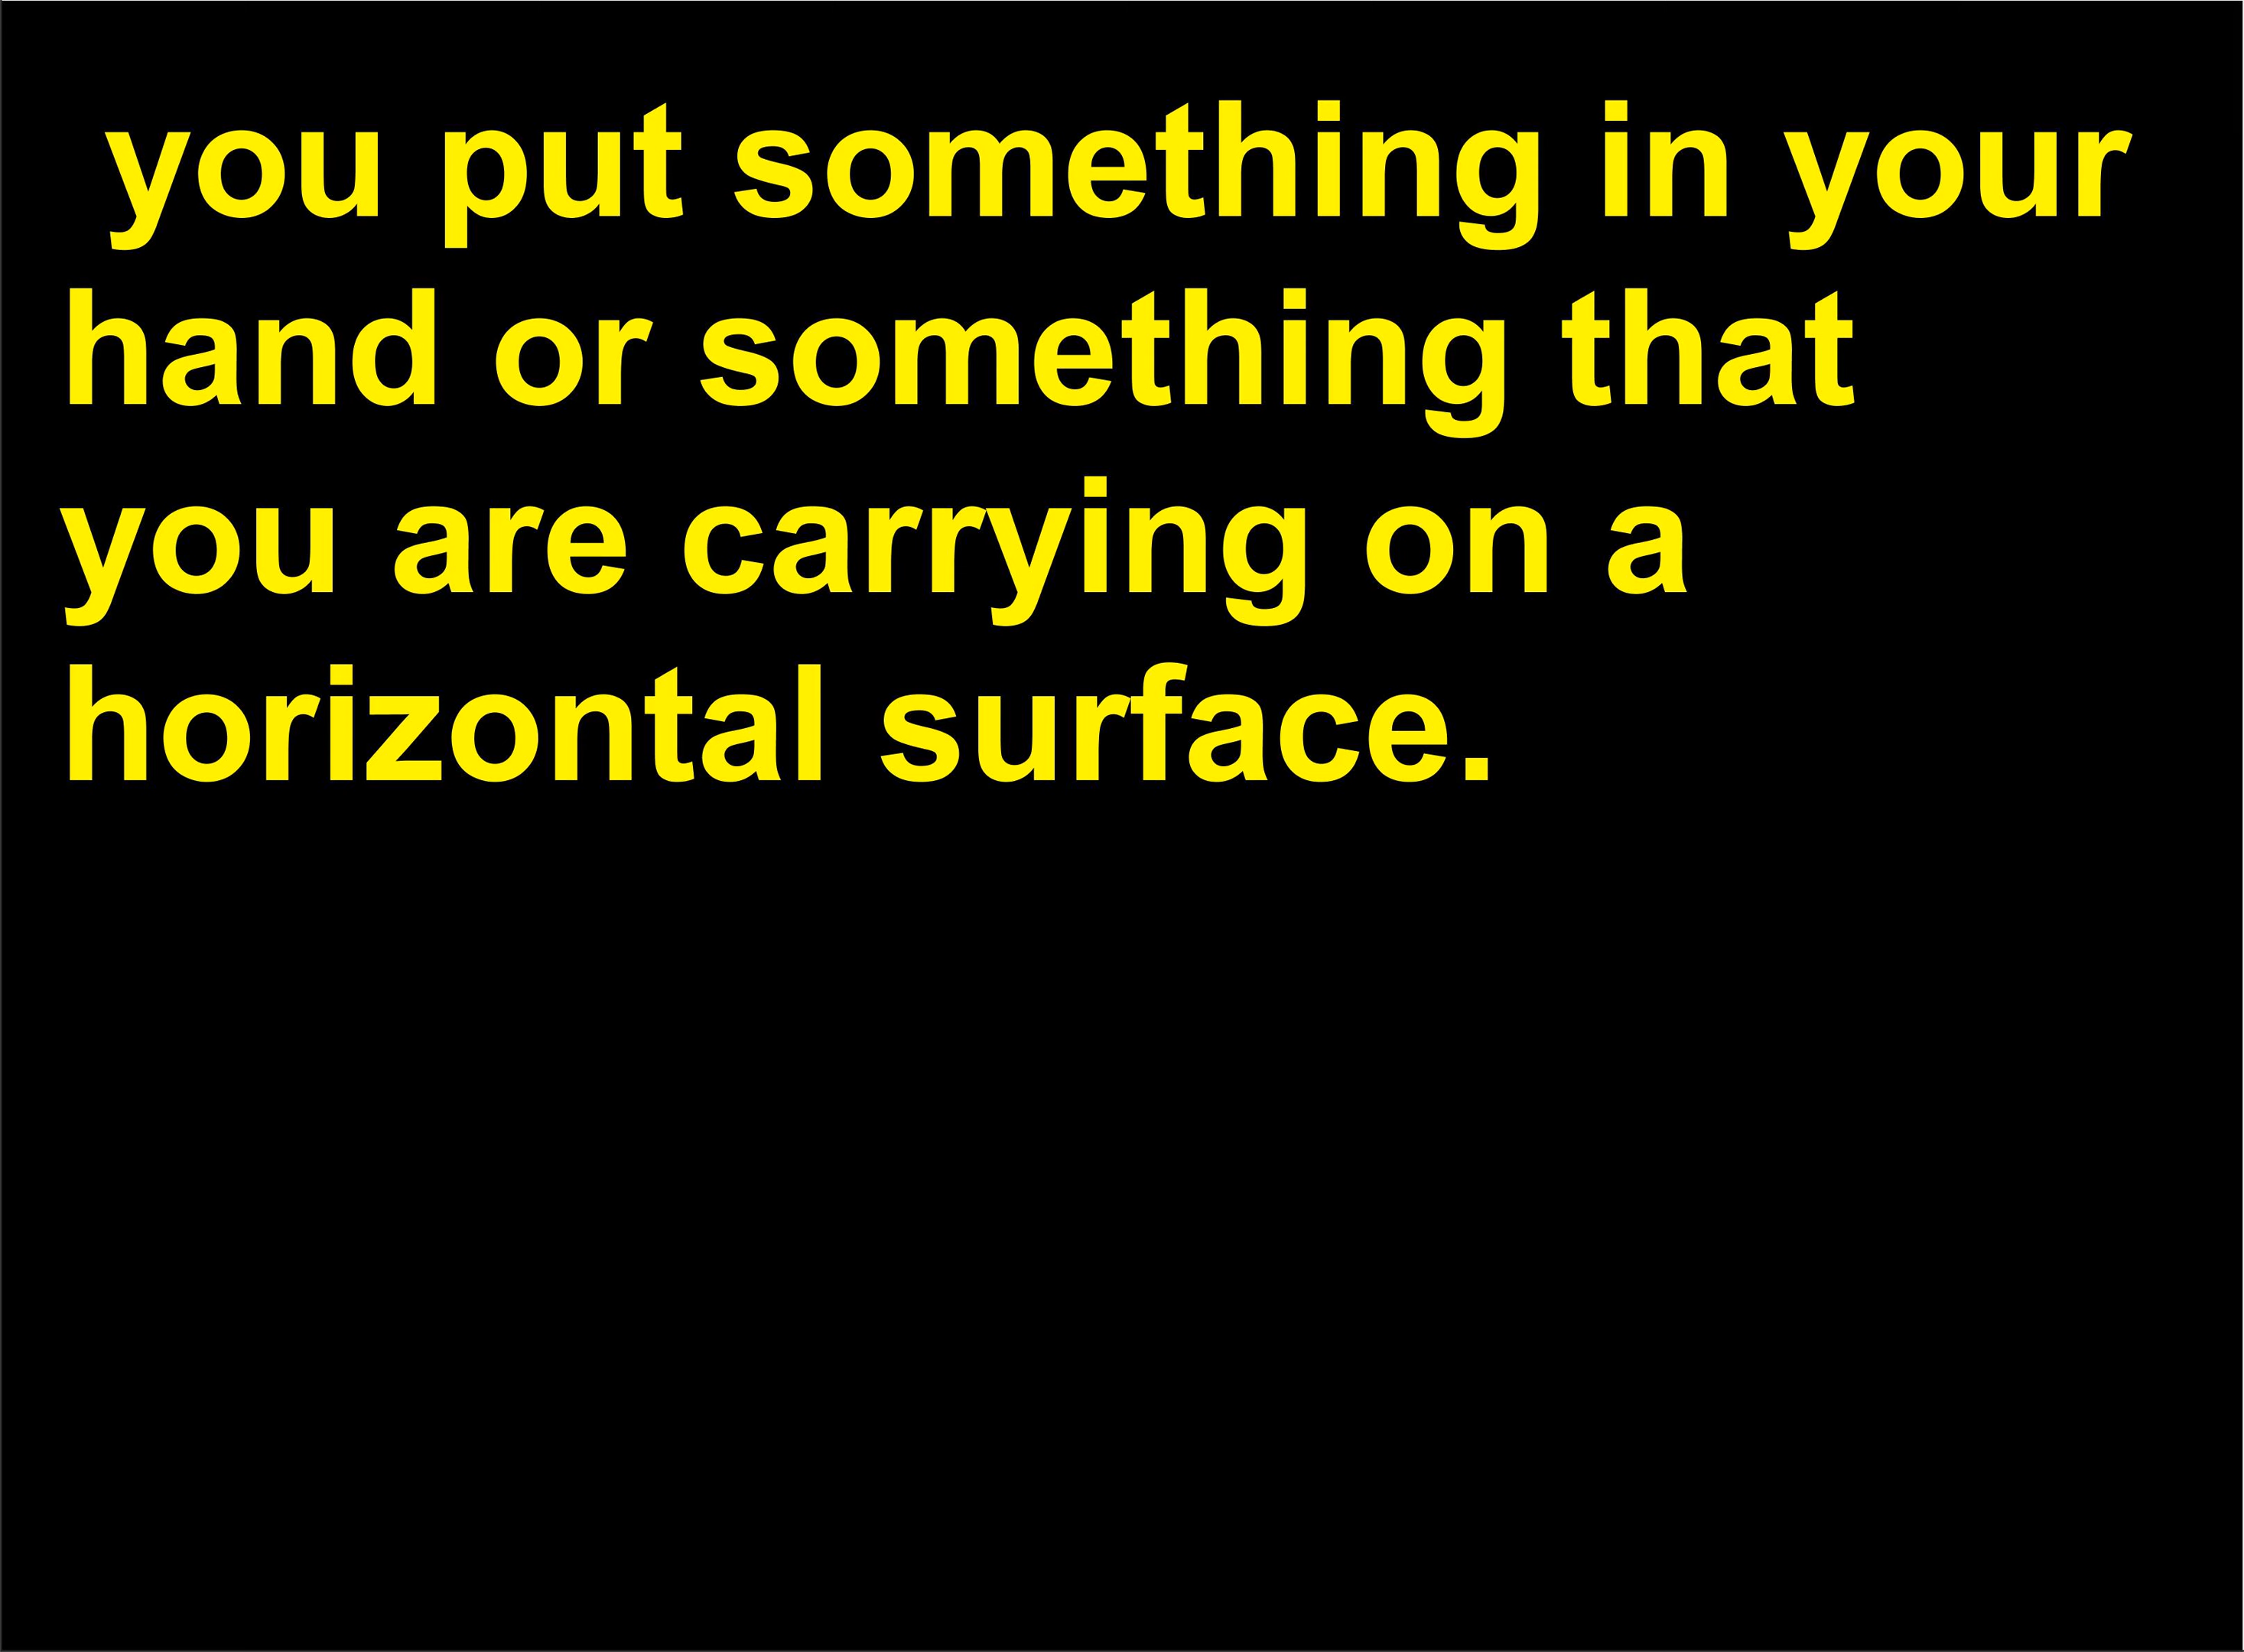 you put something in your
hand or something that
you are carrying on a
horizontal surface.